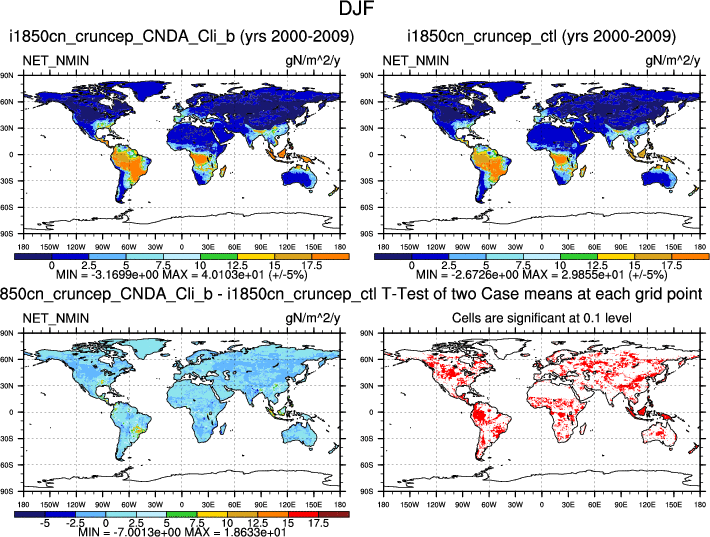 DJF
i1850cn_cruncep_CNDA_Cli_b (yrs 2000-2009)
i1850cn_cruncep_ctl (yrs 2000-2009)
NET_NMIN gN/m^2/y
NET_NMIN gN/m^2/y
90N
60N
30N
0
30S
60S
90S
180 150W 120W 90W 60W 30W 0 30E 60E 90E 120E 150E 180
90N
60N
30N
0
30S
60S
90S
180 150W 120W 90W 60W 30W 0 30E 60E 90E 120E 150E 180
0 2.5 5 7.5 10 12.5 15 17.5
MIN = -3.1699e+00 MAX = 4.0103e+01 (+/-5%)
0 2.5 5 7.5 10 12.5 15 17.5
MIN = -2.6726e+00 MAX = 2.9855e+01 (+/-5%)
850cn_cruncep_CNDA_Cli_b - i1850cn_cruncep_ctl T-Test of two Case means at each grid point
NET_NMIN gN/m^2/y
Cells are significant at 0.1 level
90N
60N
30N
0
30S
60S
90S
180 150W 120W 90W 60W 30W 0 30E 60E 90E 120E 150E 180
90N
60N
30N
0
30S
60S
90S
180 150W 120W 90W 60W 30W 0 30E 60E 90E 120E 150E 180
-5 -2.5 0 5 7.5 10 12.5 15 17.5
MIN = -7.0013e+00 MAX = 1.8633e+01